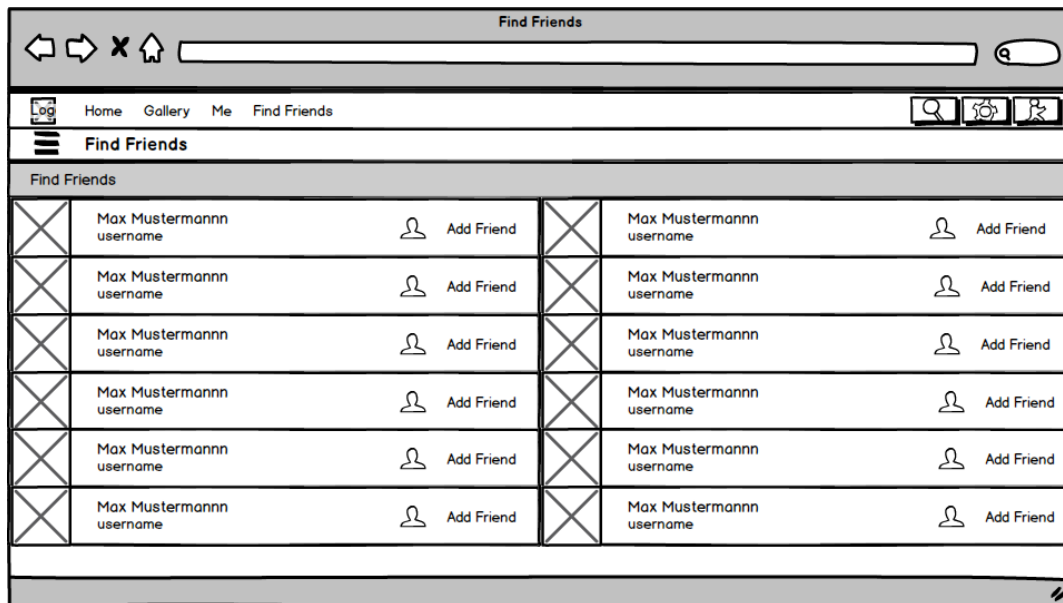 Find Friends
Log Home Gallery Me Find Friends
Find Friends
Find Friends
Max Mustermannn Max Mustermannn
username Add Friend username Add Friend
Max Mustermannn Max Mustermannn
username Add Friend username Add Friend
Max Mustermannn Max Mustermannn
username Add Friend username Add Friend
Max Mustermannn Max Mustermannn
username Add Friend username Add Friend
Max Mustermannn Max Mustermannn
username Add Friend username Add Friend
Max Mustermannn Max Mustermannn
username Add Friend username Add Friend